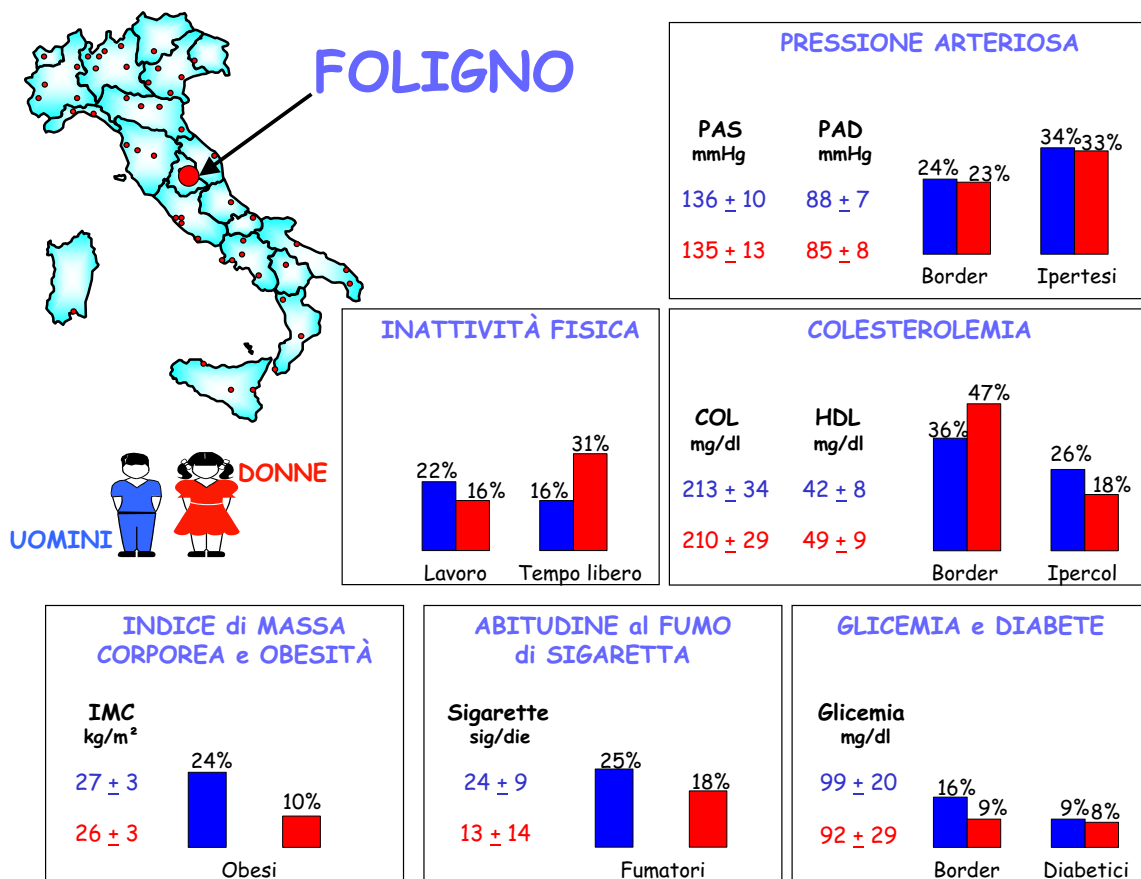 FOLIGNO
PRESSIONE ARTERIOSA
PAS
mmHg
PAD
mmHg
136 + 10
88 + 7
135 + 13
85 + 8
24%
23%
34%
33%
Border
Ipertesi
INATTIVITÀ FISICA
22%
16%
16%
31%
Lavoro
Tempo libero
COLESTEROLEMIA
COL
mg/dl
HDL
mg/dl
213 + 34
42 + 8
210 + 29
49 + 9
36%
47%
26%
18%
Border
Ipercol
DONNE
UOMINI
INDICE di MASSA
CORPOREA e OBESITÀ
IMC
kg/m²
27 + 3
26 + 3
24%
10%
Obesi
ABITUDINE al FUMO
di SIGARETTA
Sigarette
sig/die
24 + 9
13 + 14
25%
18%
Fumatori
GLICEMIA e DIABETE
Glicemia
mg/dl
99 + 20
92 + 29
16%
9%
9%
8%
Border
Diabetici